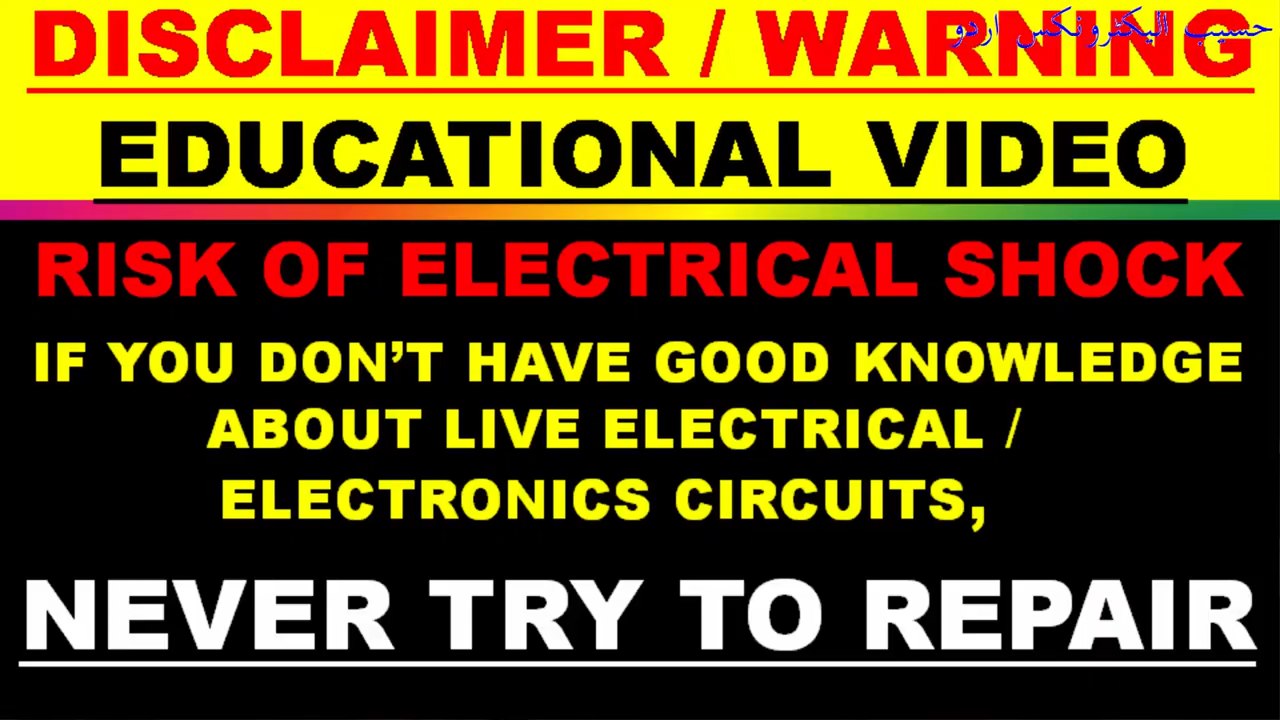 DISCLAIMER / WARNING
حسیب الیکٹرونکس اردو
EDUCATIONAL VIDEO
RISK OF ELECTRICAL SHOCK
IF YOU DON’T HAVE GOOD KNOWLEDGE
ABOUT LIVE ELECTRICAL /
ELECTRONICS CIRCUITS,
NEVER TRY TO REPAIR